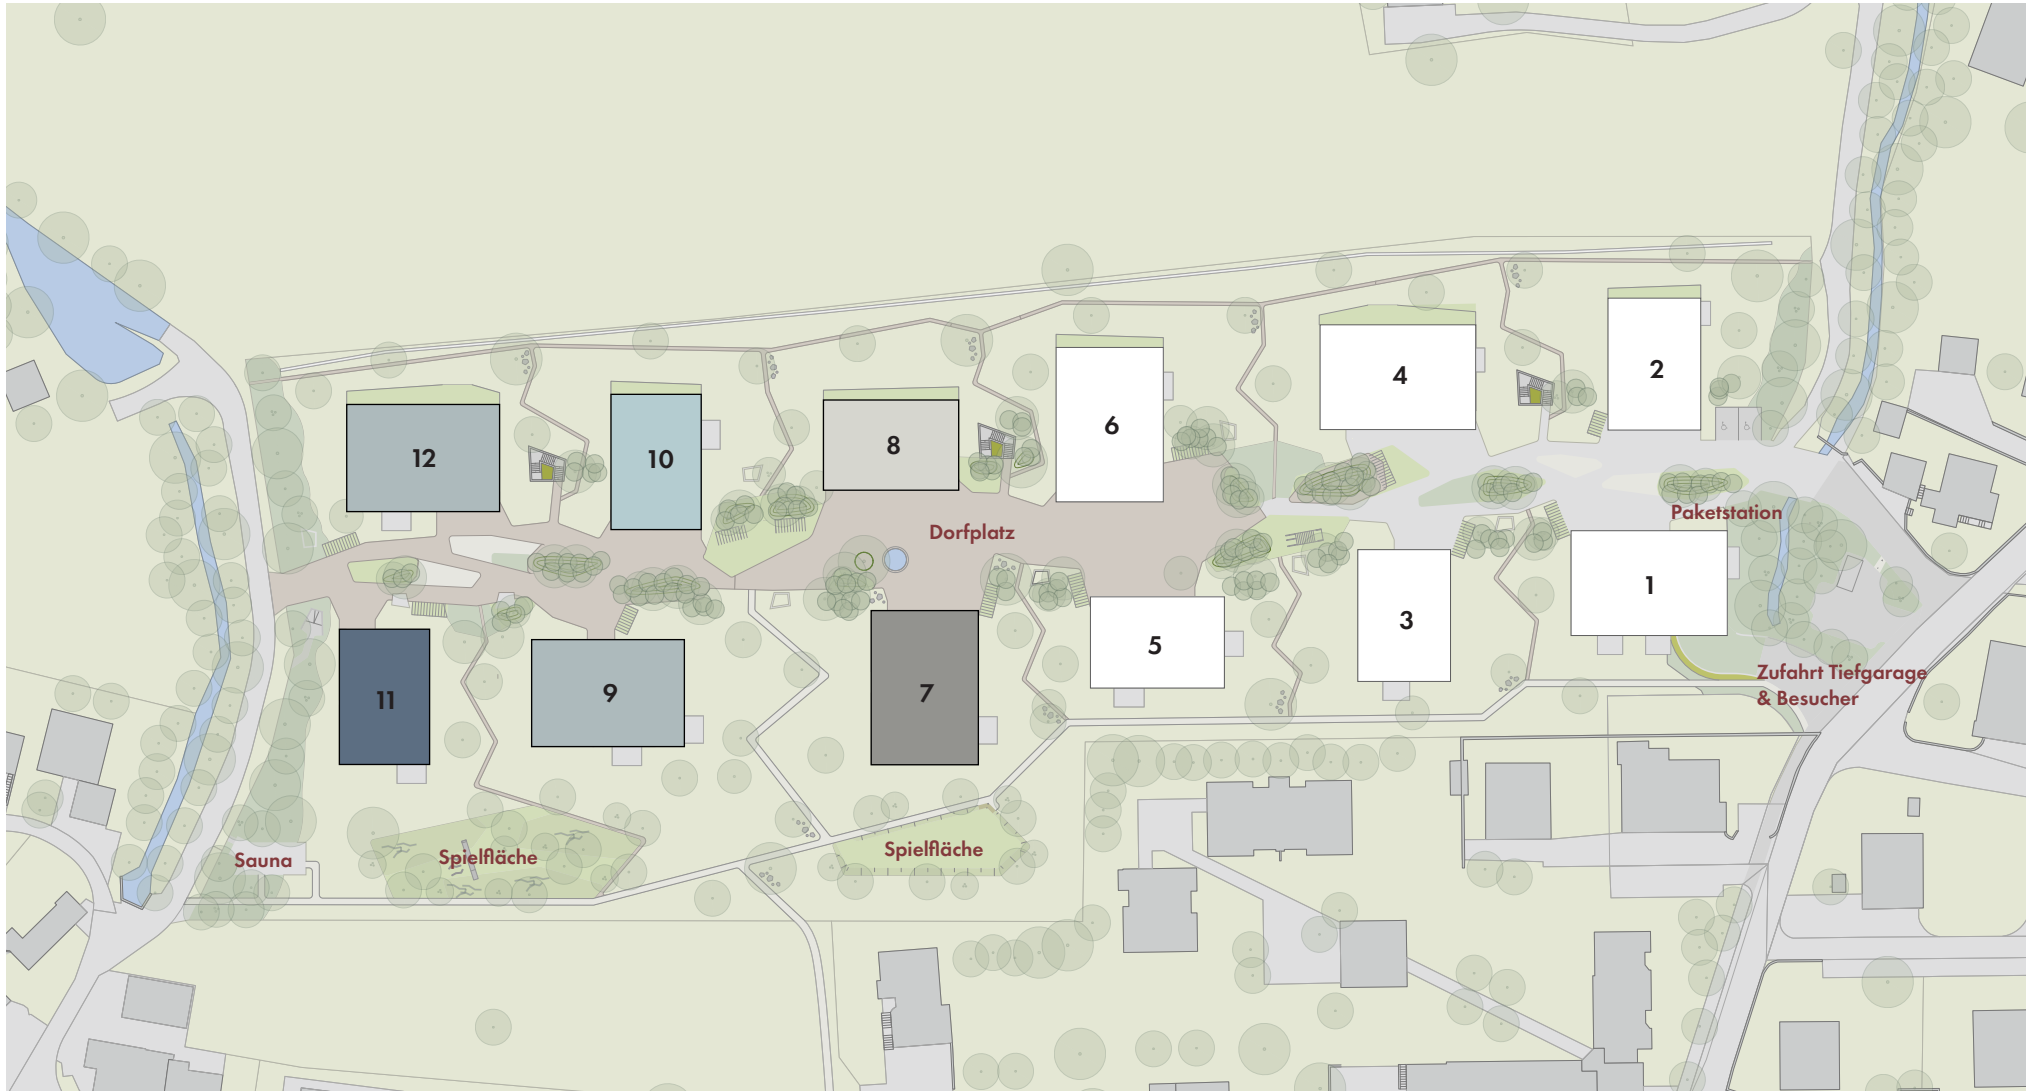 2
4
6
8
12
10
Dorfplatz
Paketstation
1
3
5
7
9
11
Zufahrt Tiefgarage
& Besucher
Spielfläche
Spielfläche
Sauna